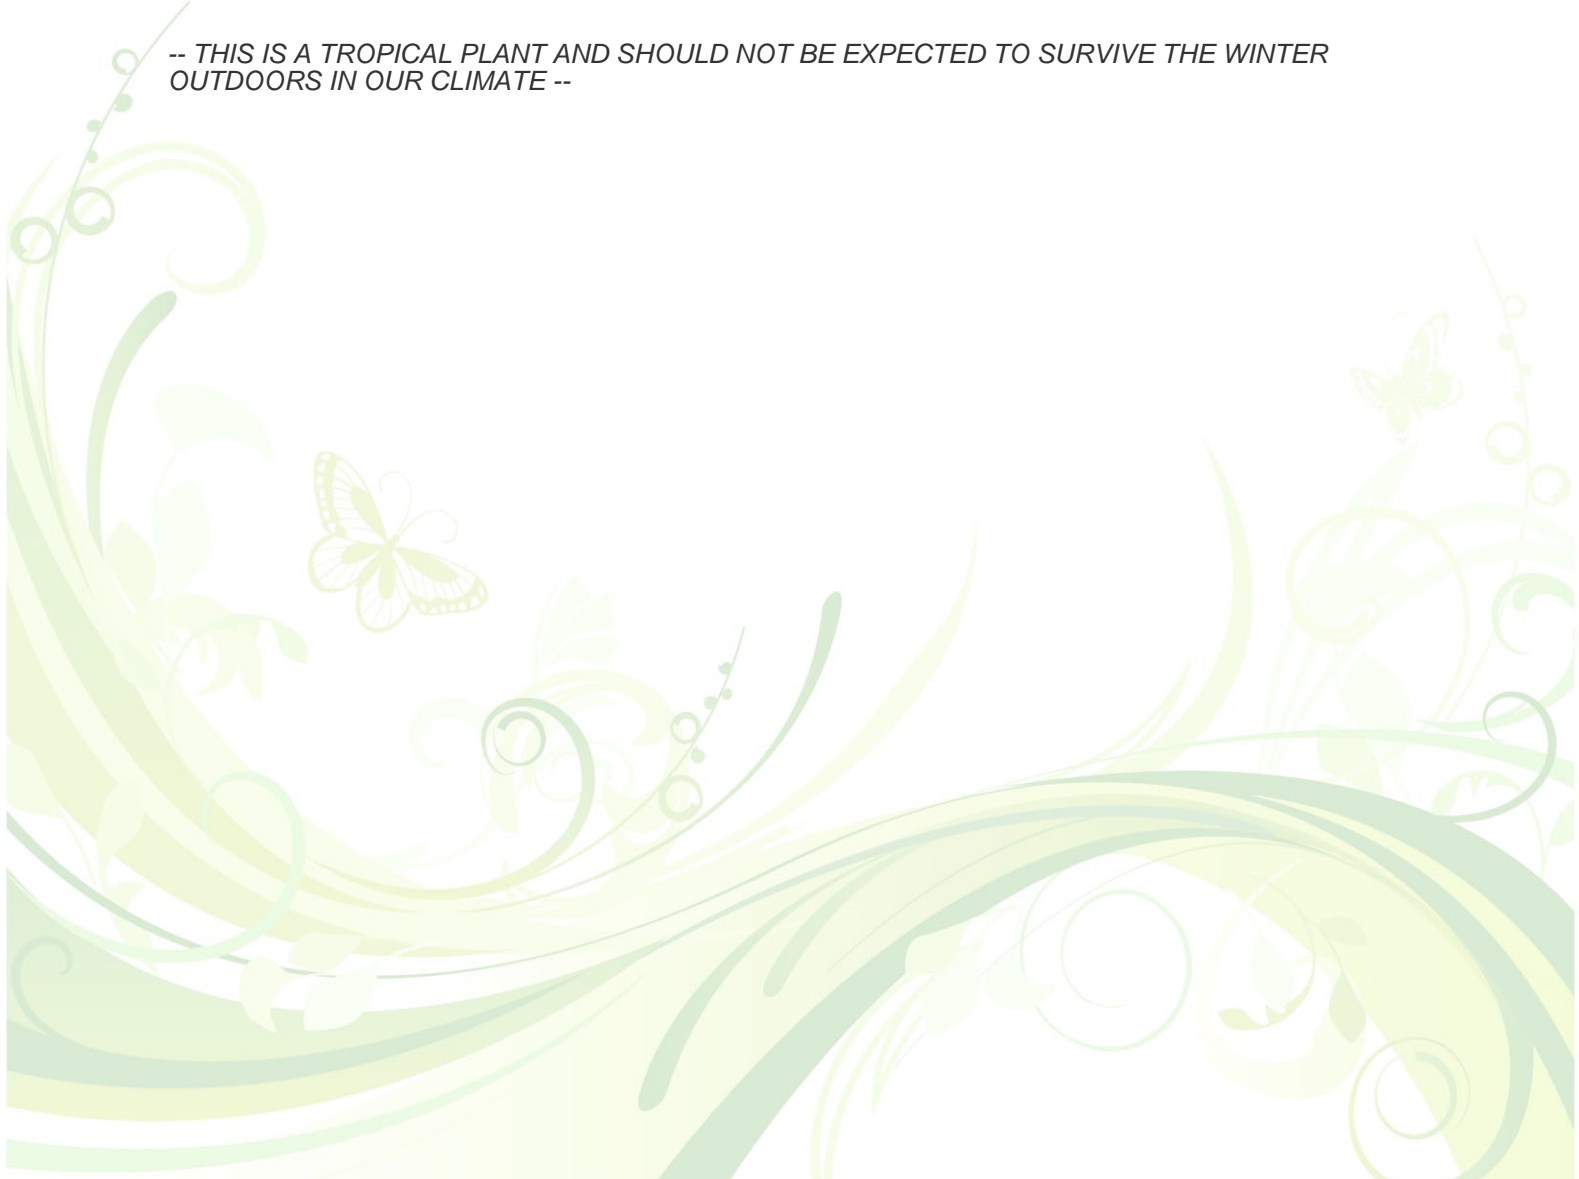 -- THIS IS A TROPICAL PLANT AND SHOULD NOT BE EXPECTED TO SURVIVE THE WINTER
OUTDOORS IN OUR CLIMATE --